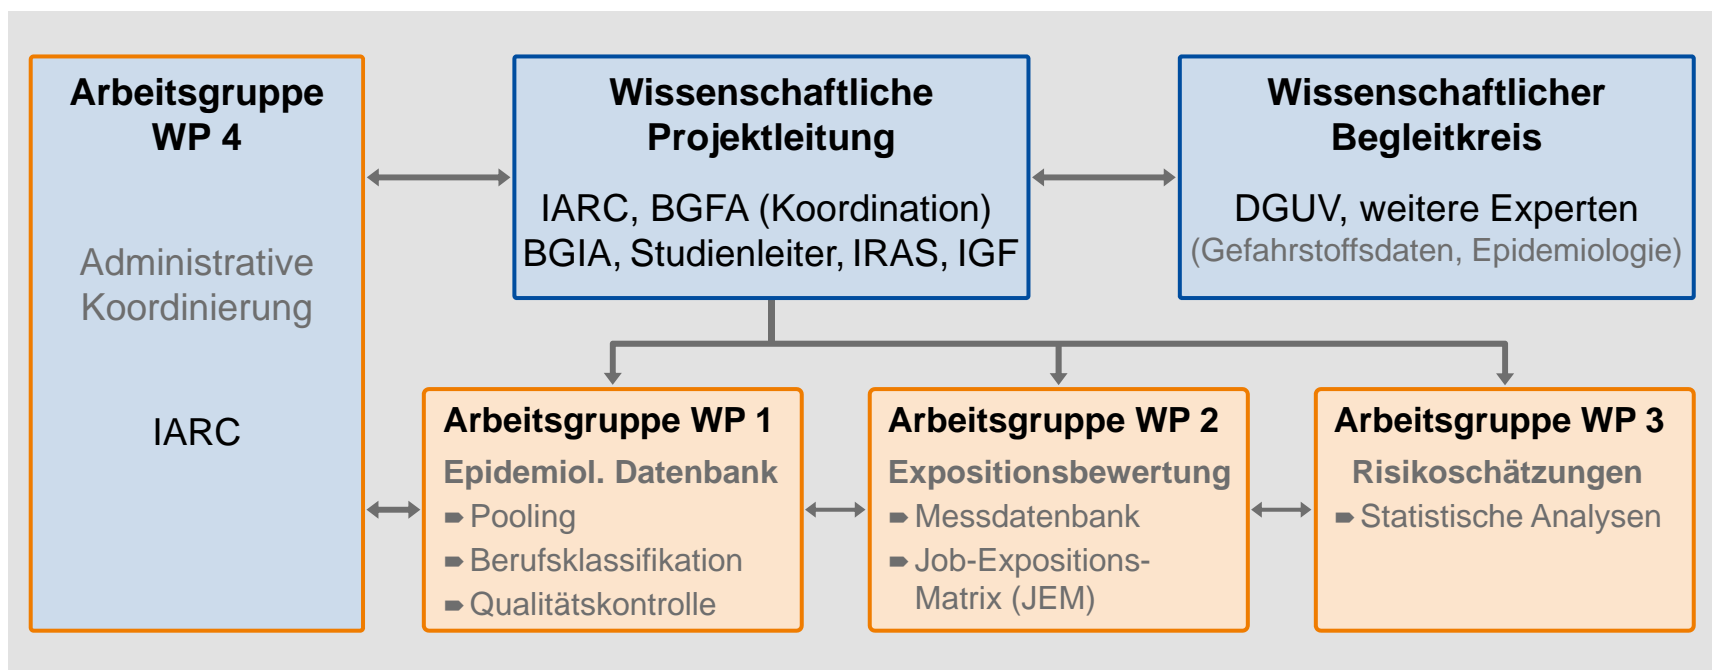 Arbeitsgruppe
WP 4
Administrative
Koordinierung
IARC
Wissenschaftliche
Projektleitung
IARC, BGFA (Koordination)
BGIA, Studienleiter, IRAS, IGF
Wissenschaftlicher
Begleitkreis
DGUV, weitere Experten
(Gefahrstoffsdaten, Epidemiologie)
Arbeitsgruppe WP 1
Epidemiol. Datenbank
Pooling
Berufsklassifikation
Qualitätskontrolle
Arbeitsgruppe WP 2
Expositionsbewertung
Messdatenbank
Job-Expositions-
Matrix (JEM)
Arbeitsgruppe WP 3
Risikoschätzungen
Statistische Analysen